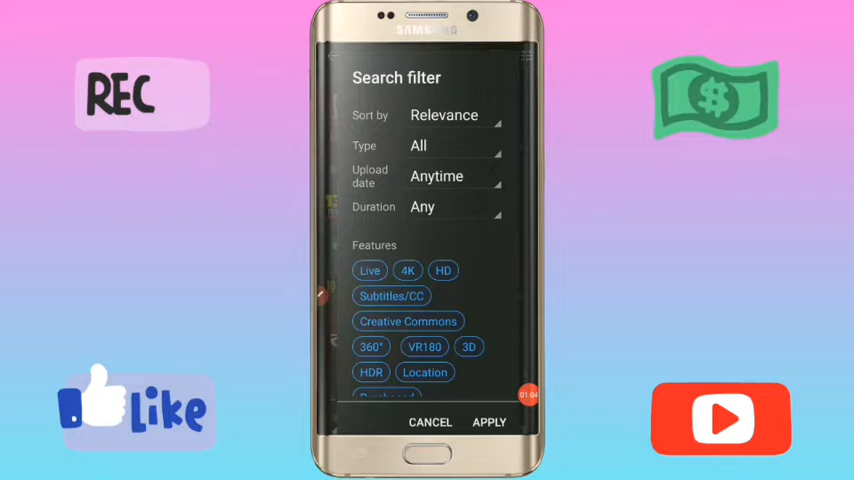 SAMSUNG
REC
Search filter
Sort by Relevance
Type All
Upload date Anytime
Duration Any
Features
Live 4K HD
Subtitles/CC
Creative Commons
360° VR180 3D
HDR Location
Purchased
01:04
CANCEL APPLY
Like
$